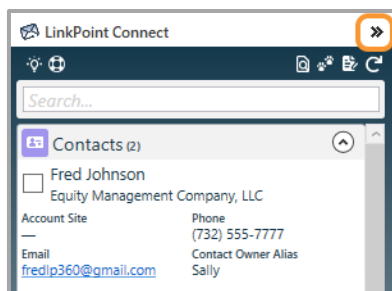 LinkPoint Connect
Search...
Contacts (2)
Fred Johnson
Equity Management Company, LLC
Account Site Phone
— (732) 555-7777
Email Contact Owner Alias
fredlp360@gmail.com Sally